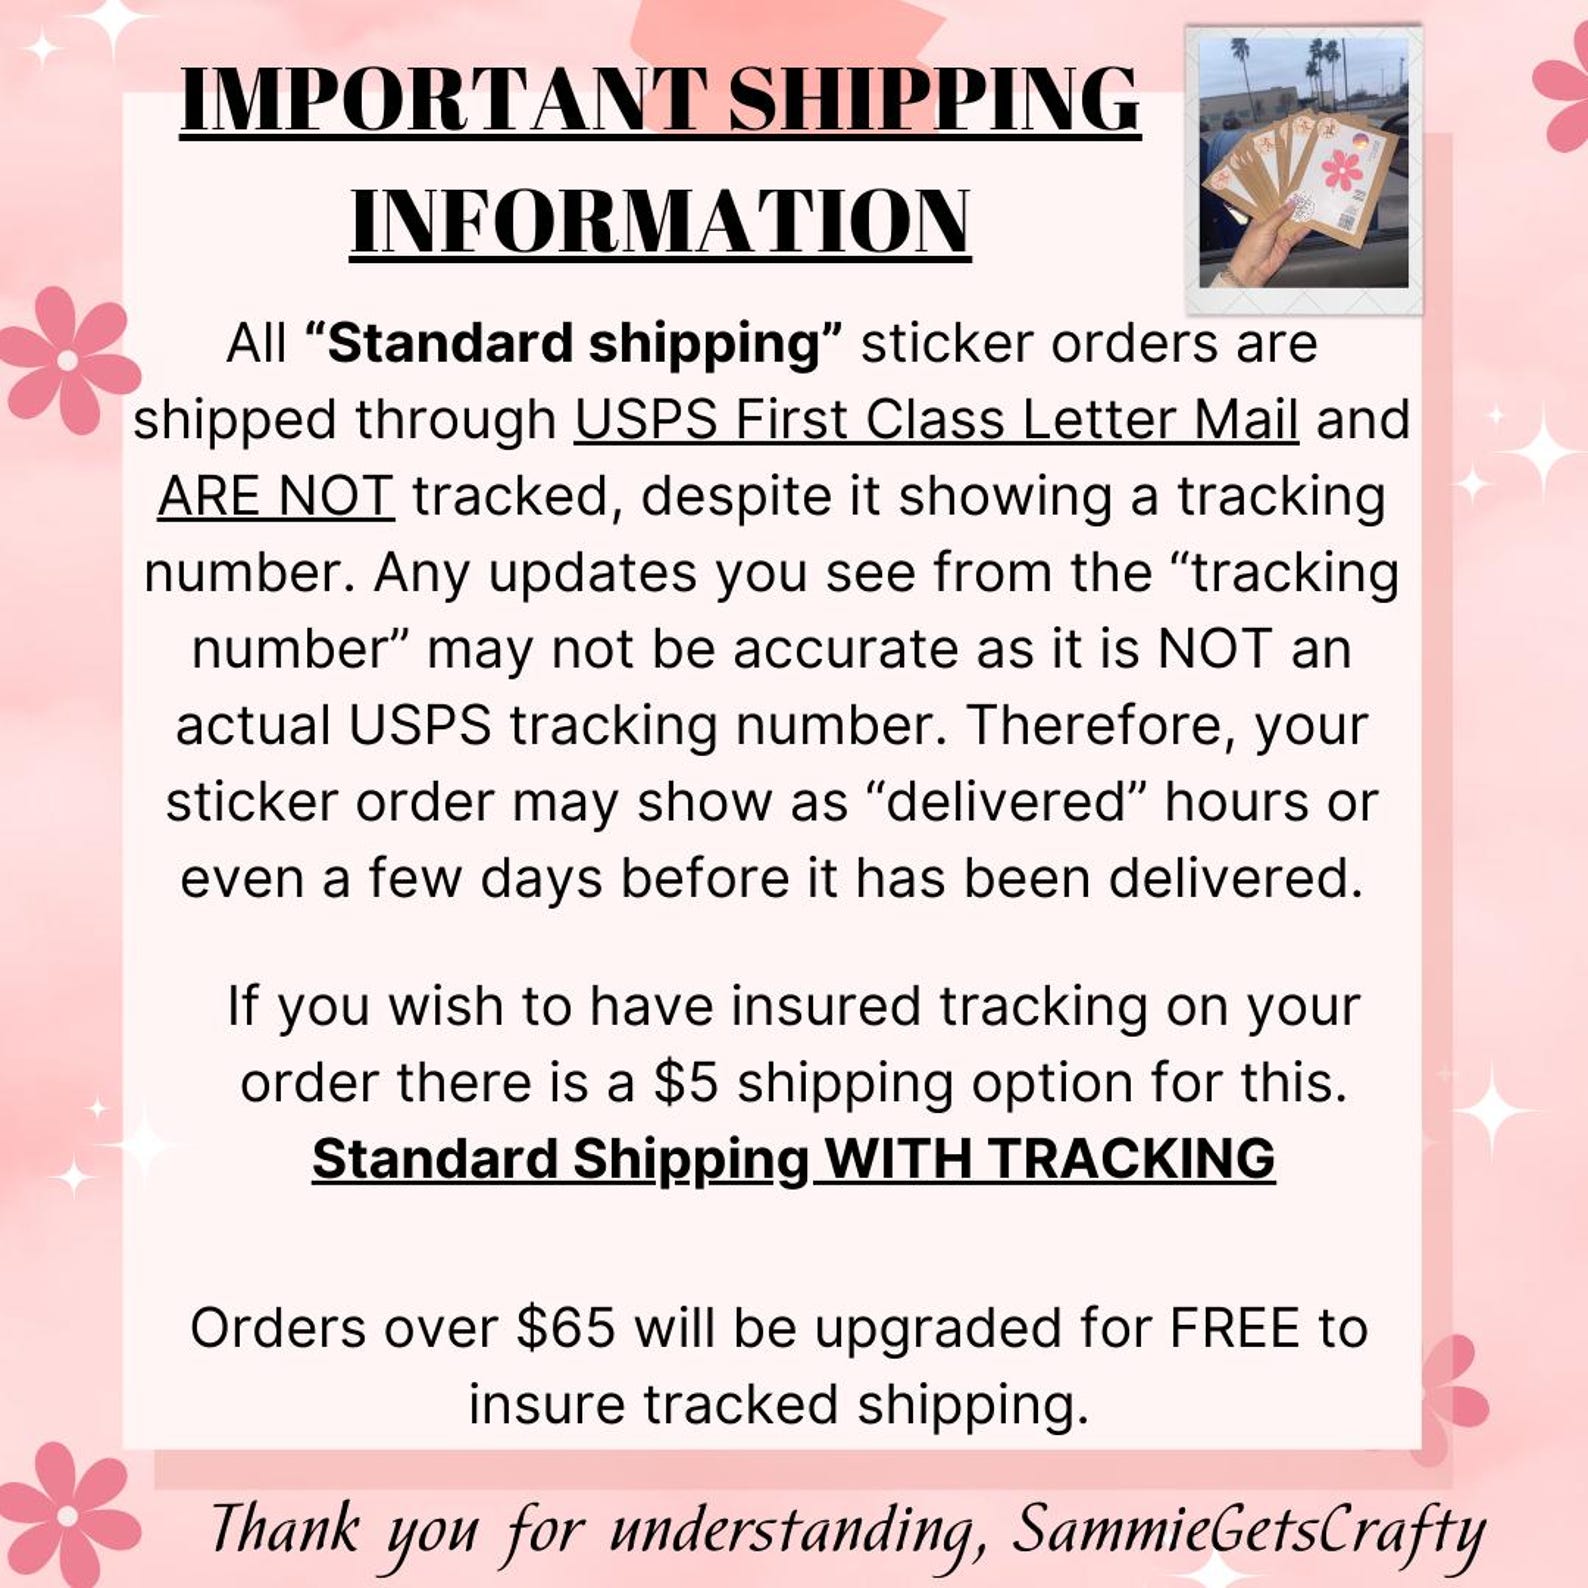 IMPORTANT SHIPPING
INFORMATION
All “Standard shipping” sticker orders are
shipped through USPS First Class Letter Mail and
ARE NOT tracked, despite it showing a tracking
number. Any updates you see from the “tracking
number” may not be accurate as it is NOT an
actual USPS tracking number. Therefore, your
sticker order may show as “delivered” hours or
even a few days before it has been delivered.
If you wish to have insured tracking on your
order there is a $5 shipping option for this.
Standard Shipping WITH TRACKING
Orders over $65 will be upgraded for FREE to
insure tracked shipping.
Thank you for understanding, SammieGetsCrafty